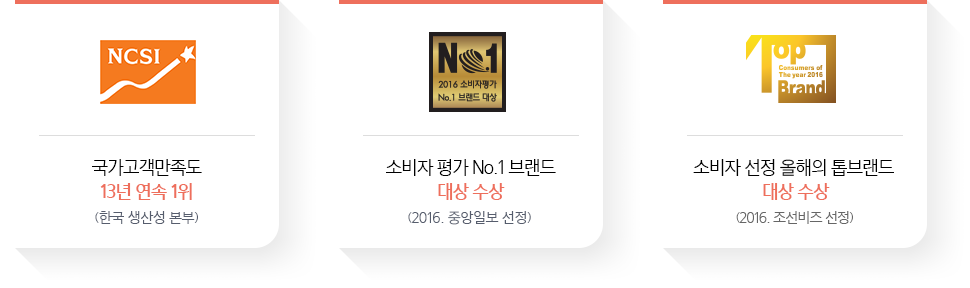 NCSI
국가고객만족도
13년 연속 1위
(한국 생산성 본부)
No.1
2016 소비자평가
No.1 브랜드 대상
소비자 평가 No.1 브랜드
대상 수상
(2016. 중앙일보 선정)
Top
Consumers of
The year 2016
Brand
소비자 선정 올해의 톱브랜드
대상 수상
(2016. 조선비즈 선정)